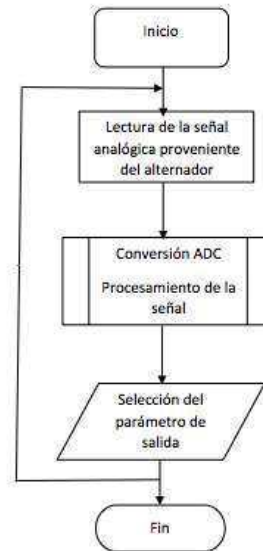 Inicio
Lectura de la señal
analógica proveniente
del alternador
Conversión ADC
Procesamiento de la
señal
Selección del
parámetro de
salida
Fin